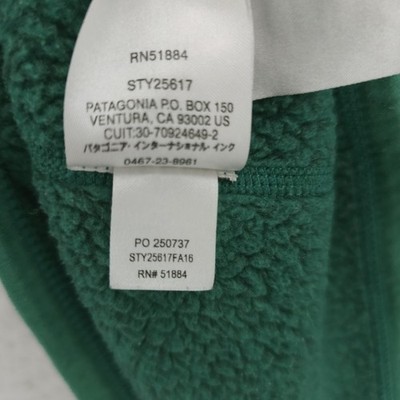 RN51884
STY25617
PATAGONIA P.O. BOX 150
VENTURA, CA 93002 US
CUIT:30-70924649-2
パタゴニア・インターナショナル インク
0467-23-8961
PO 250737
STY25617FA16
RN# 51884